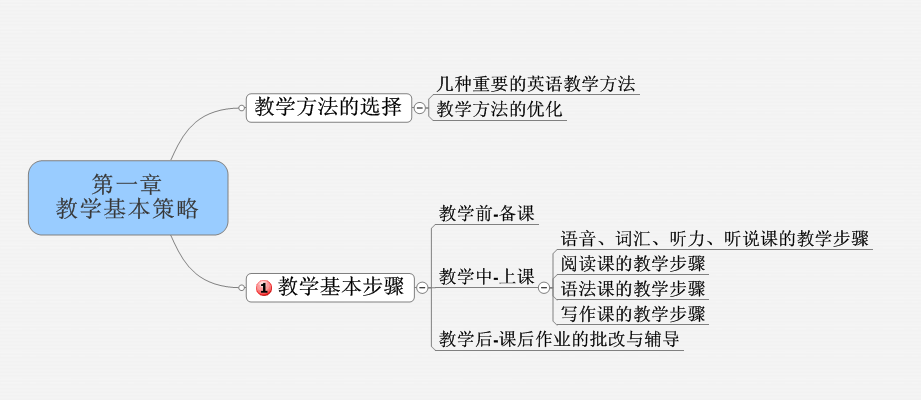 第一章
教学基本策略
教学方法的选择
几种重要的英语教学方法
教学方法的优化
1 教学基本步骤
教学前-备课
教学中-上课
语音、词汇、听力、听说课的教学步骤
阅读课的教学步骤
语法课的教学步骤
写作课的教学步骤
教学后-课后作业的批改与辅导